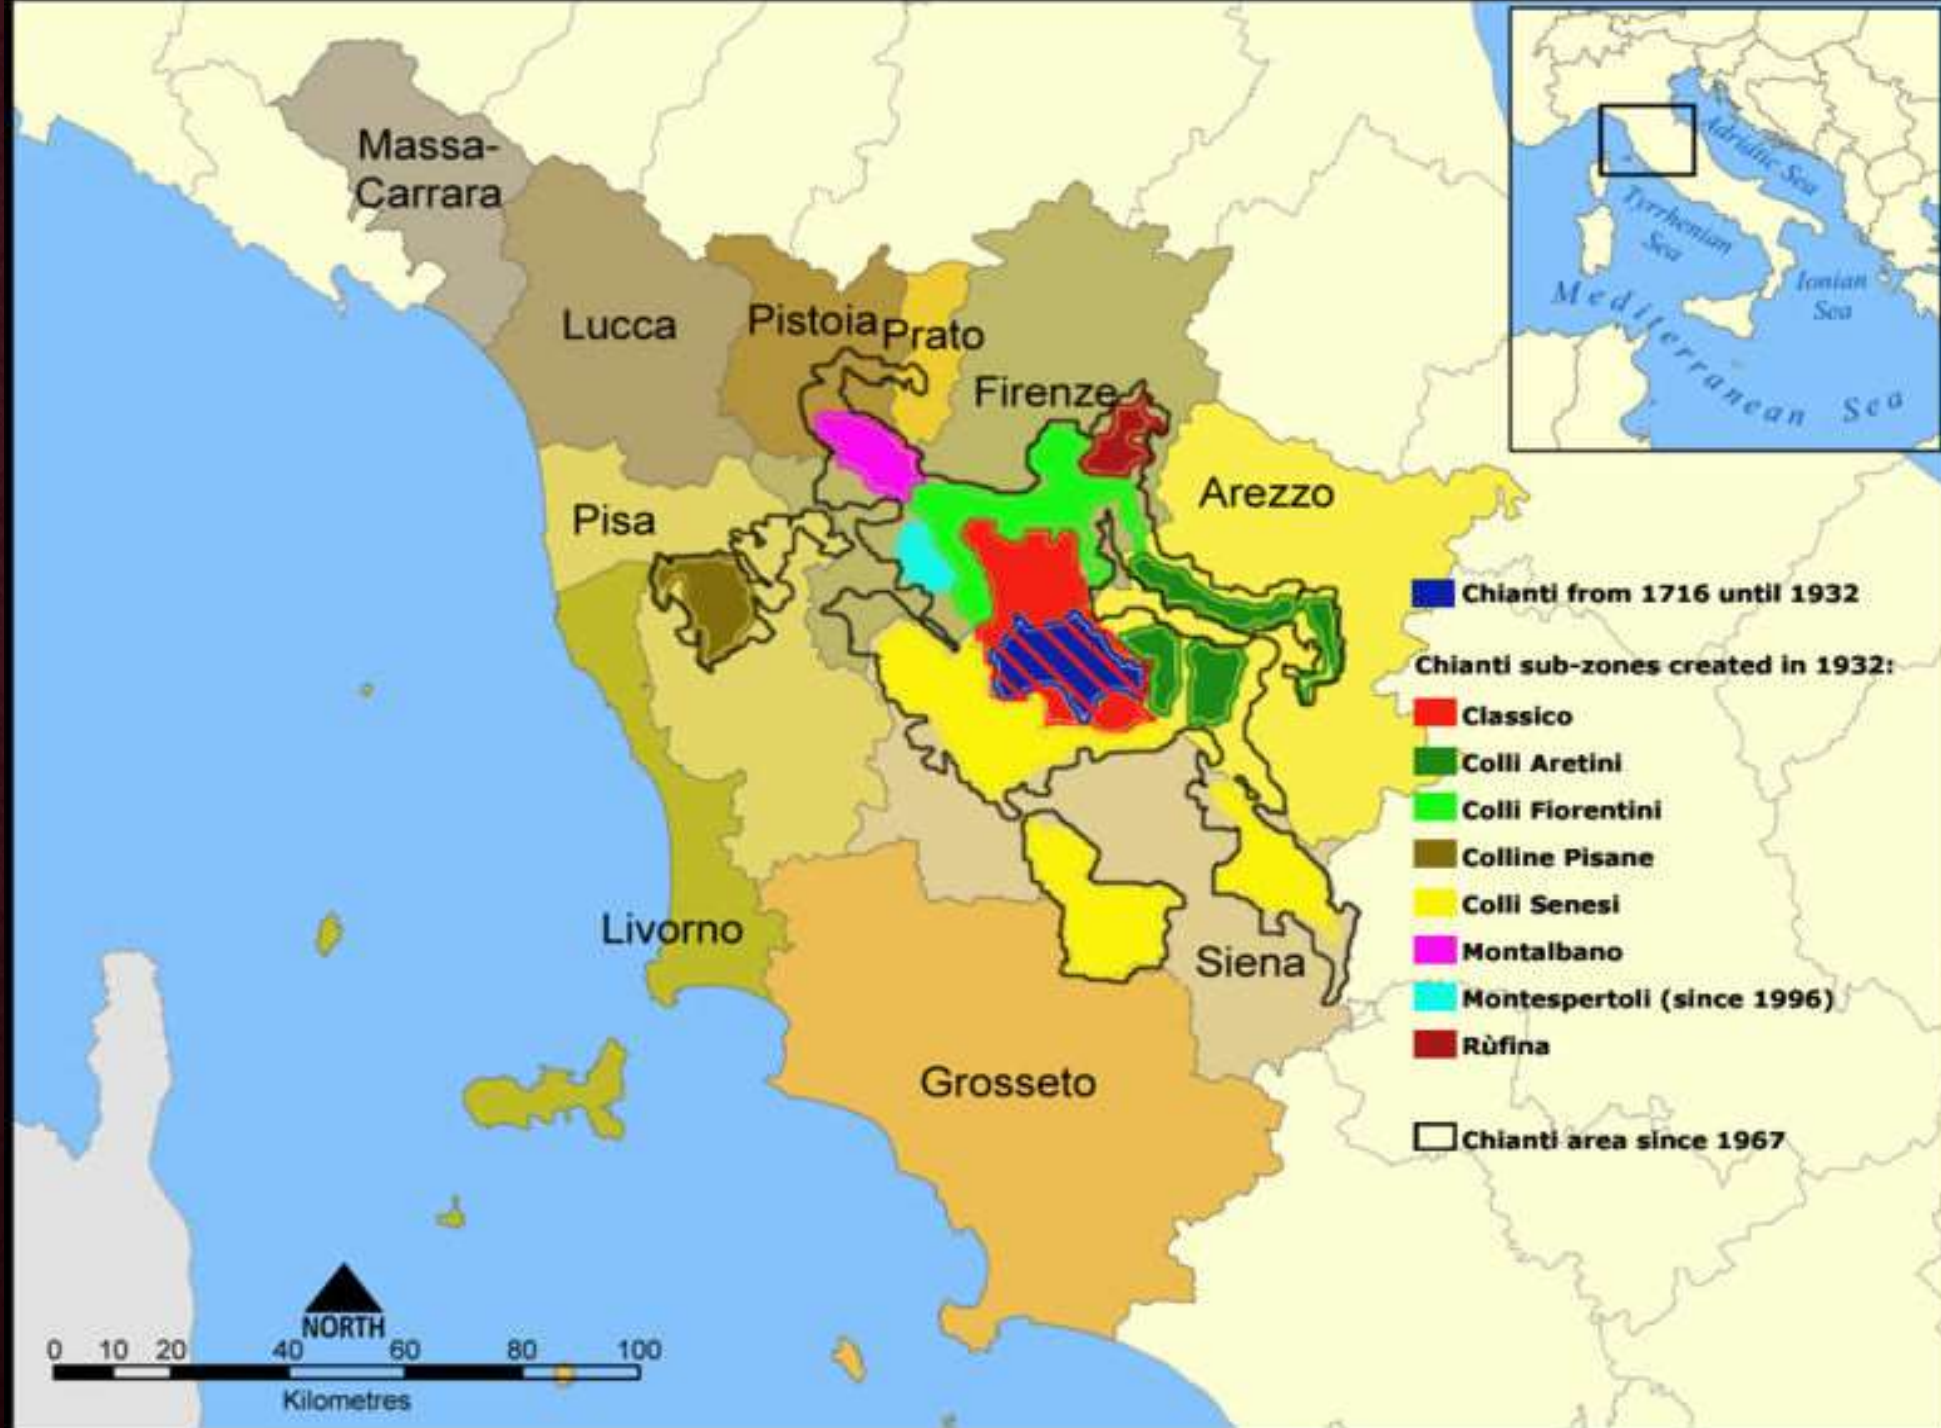 Massa-
Carrara
Lucca
Pistoia
Prato
Firenze
Pisa
Arezzo
Livorno
Siena
Grosseto
Adriatic Sea
Tyrrhenian
Sea
Ionian
Sea
Mediterranean Sea
Chianti from 1716 until 1932
Chianti sub-zones created in 1932:
Classico
Colli Aretini
Colli Fiorentini
Colline Pisane
Colli Senesi
Montalbano
Montespertoli (since 1996)
Rùfina
Chianti area since 1967
NORTH
0 10 20 40 60 80 100
Kilometres